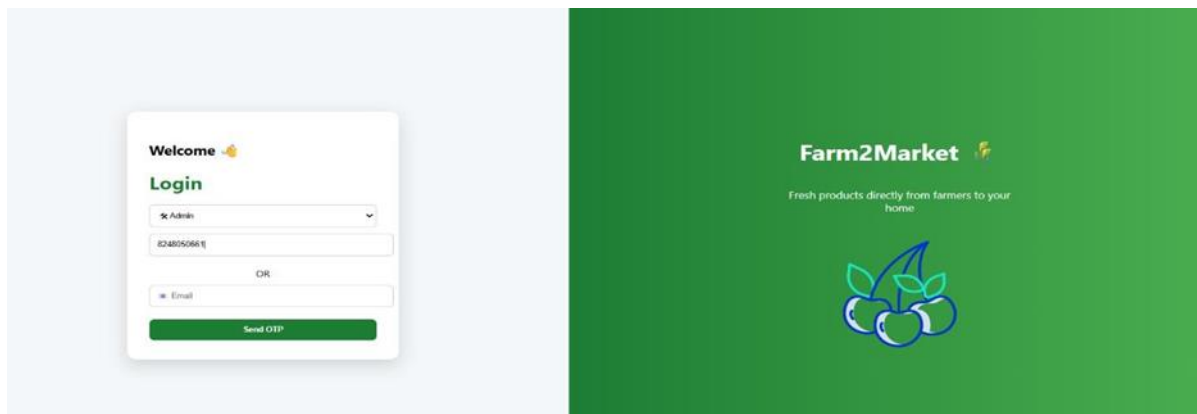 Welcome 👋
Login
🛠 Admin
8248050661
OR
📧 Email
Send OTP
Farm2Market 🌾
Fresh products directly from farmers to your
home